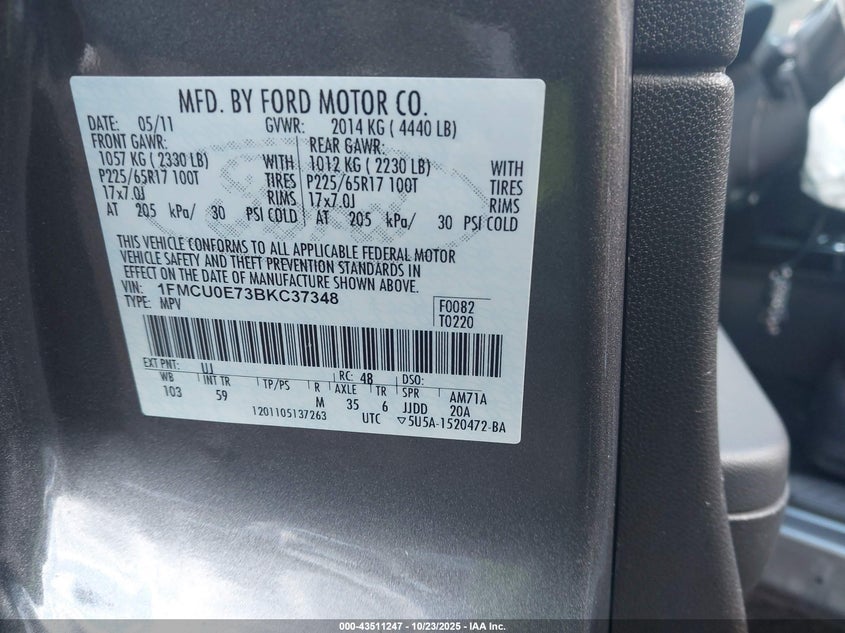 MFD. BY FORD MOTOR CO.
DATE: 05/11 GVWR: 2014 KG ( 4440 LB)
FRONT GAWR: REAR GAWR:
1057 KG ( 2330 LB) WITH 1012 KG ( 2230 LB) WITH
P225/65R17 100T TIRES P225/65R17 100T TIRES
17x7.0J RIMS 17x7.0J RIMS
AT 205 kPa/ 30 PSI COLD AT 205 kPa/ 30 PSI COLD
THIS VEHICLE CONFORMS TO ALL APPLICABLE FEDERAL MOTOR
VEHICLE SAFETY AND THEFT PREVENTION STANDARDS IN
EFFECT ON THE DATE OF MANUFACTURE SHOWN ABOVE.
VIN: 1FMCU0E73BKC37348
TYPE: MPV
F0082
T0220
EXT PNT: UJ RC: 48 DSO:
WB INT TR TP/PS R AXLE TR SPR AM71A
103 59 M 35 6 JJDD 20A
1201105137263 UTC ▽5U5A-1520472-BA
000-43511247 | 10/23/2025 | IAA Inc.